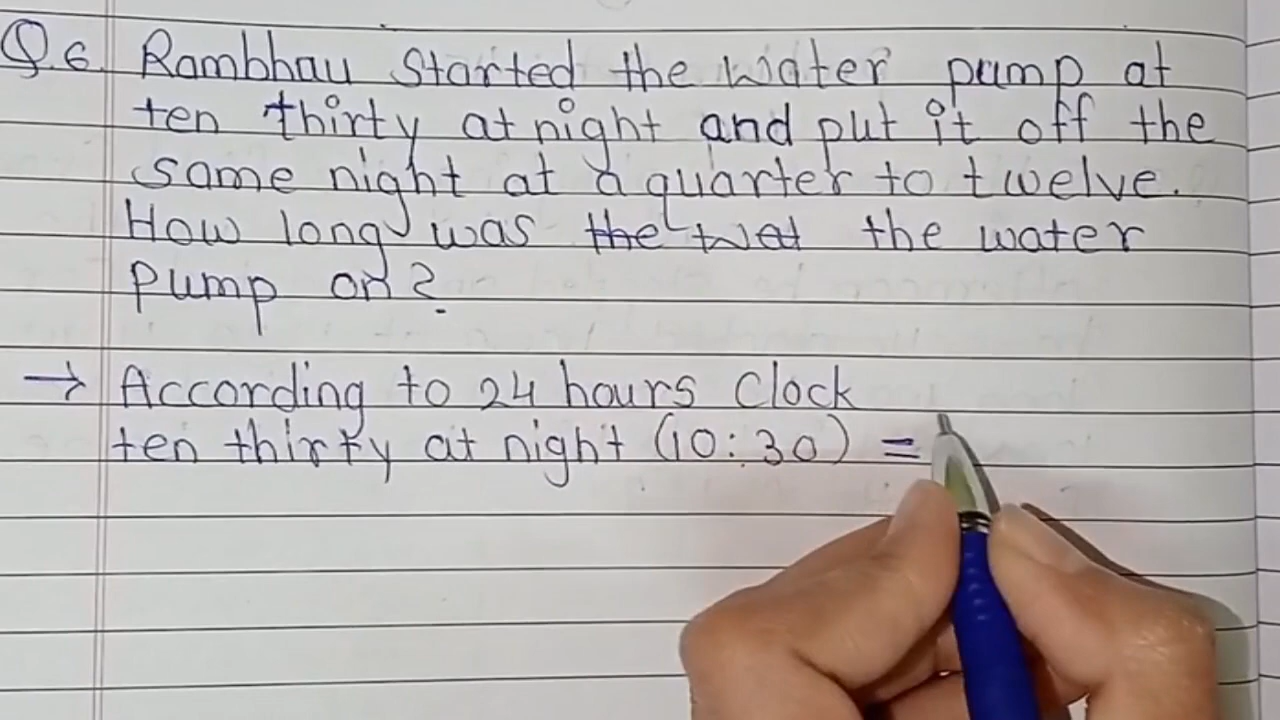 Q.6. Rambhau started the water pump at
ten thirty at night and put it off the
same night at a quarter to twelve.
How long was the wat the water
pump on?
→ According to 24 hours clock
ten thirty at night (10:30) =